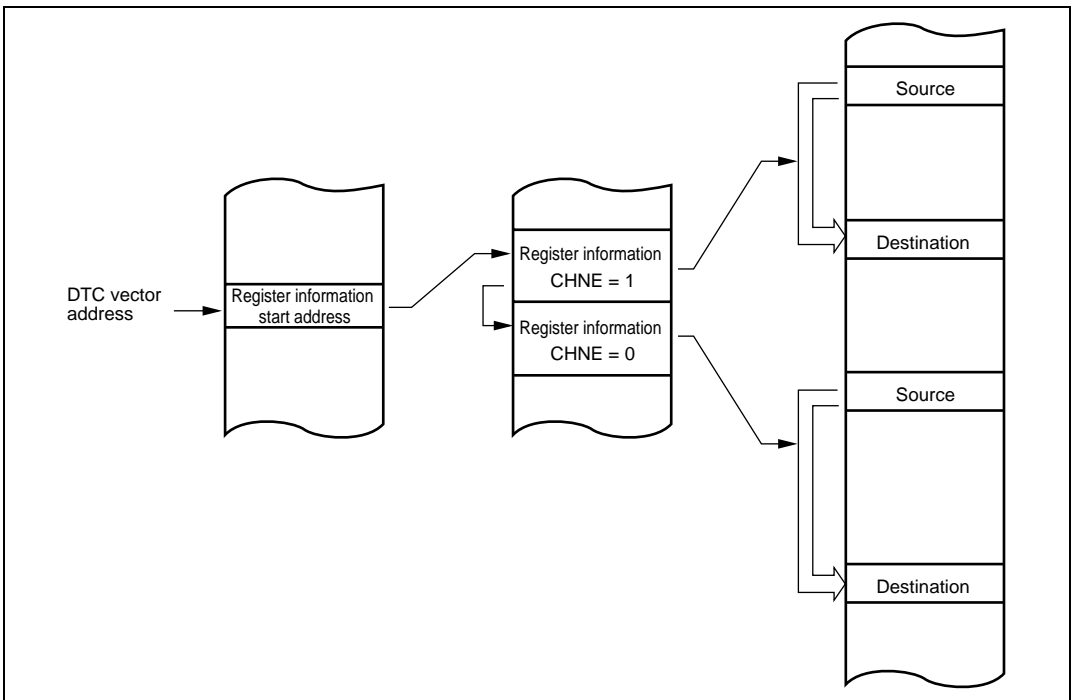 DTC vector
address
Register information
start address
Register information
CHNE = 1
Register information
CHNE = 0
Source
Destination
Source
Destination